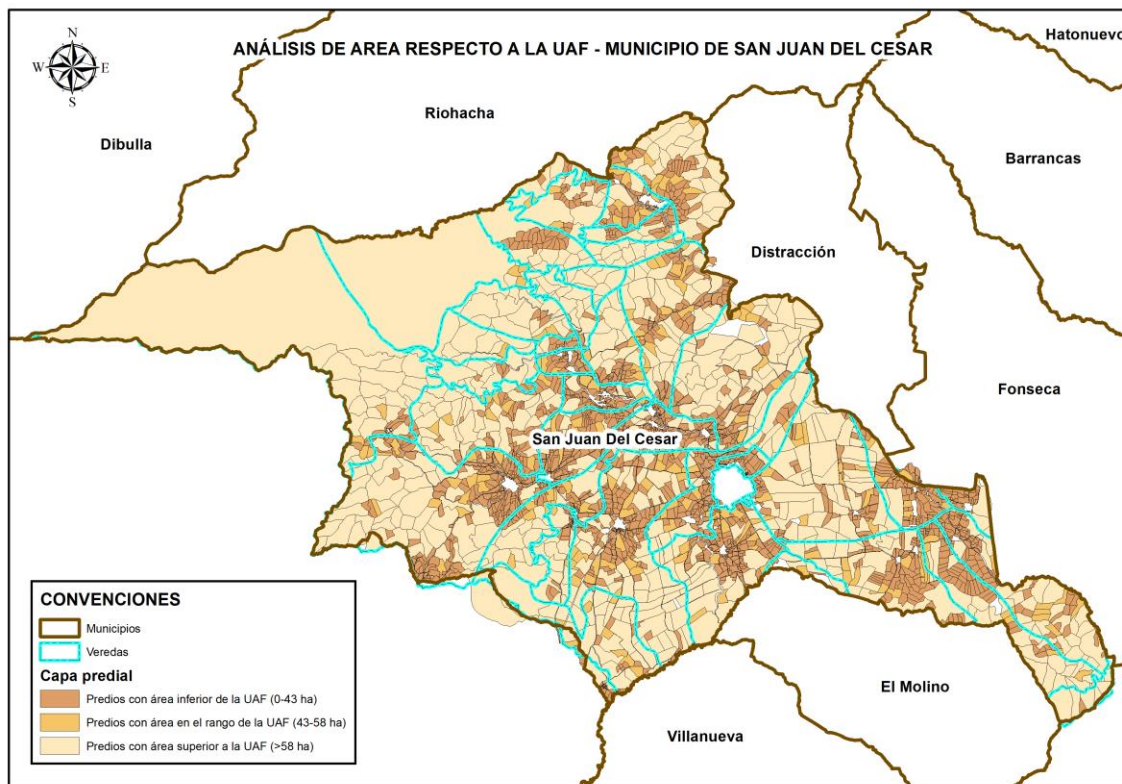 ANÁLISIS DE AREA RESPECTO A LA UAF - MUNICIPIO DE SAN JUAN DEL CESAR
N
W E
S
Hatonuevo
Riohacha
Dibulla
Barrancas
Distracción
Fonseca
San Juan Del Cesar
El Molino
Villanueva
CONVENCIONES
Municipios
Veredas
Capa predial
Predios con área inferior de la UAF (0-43 ha)
Predios con área en el rango de la UAF (43-58 ha)
Predios con área superior a la UAF (>58 ha)